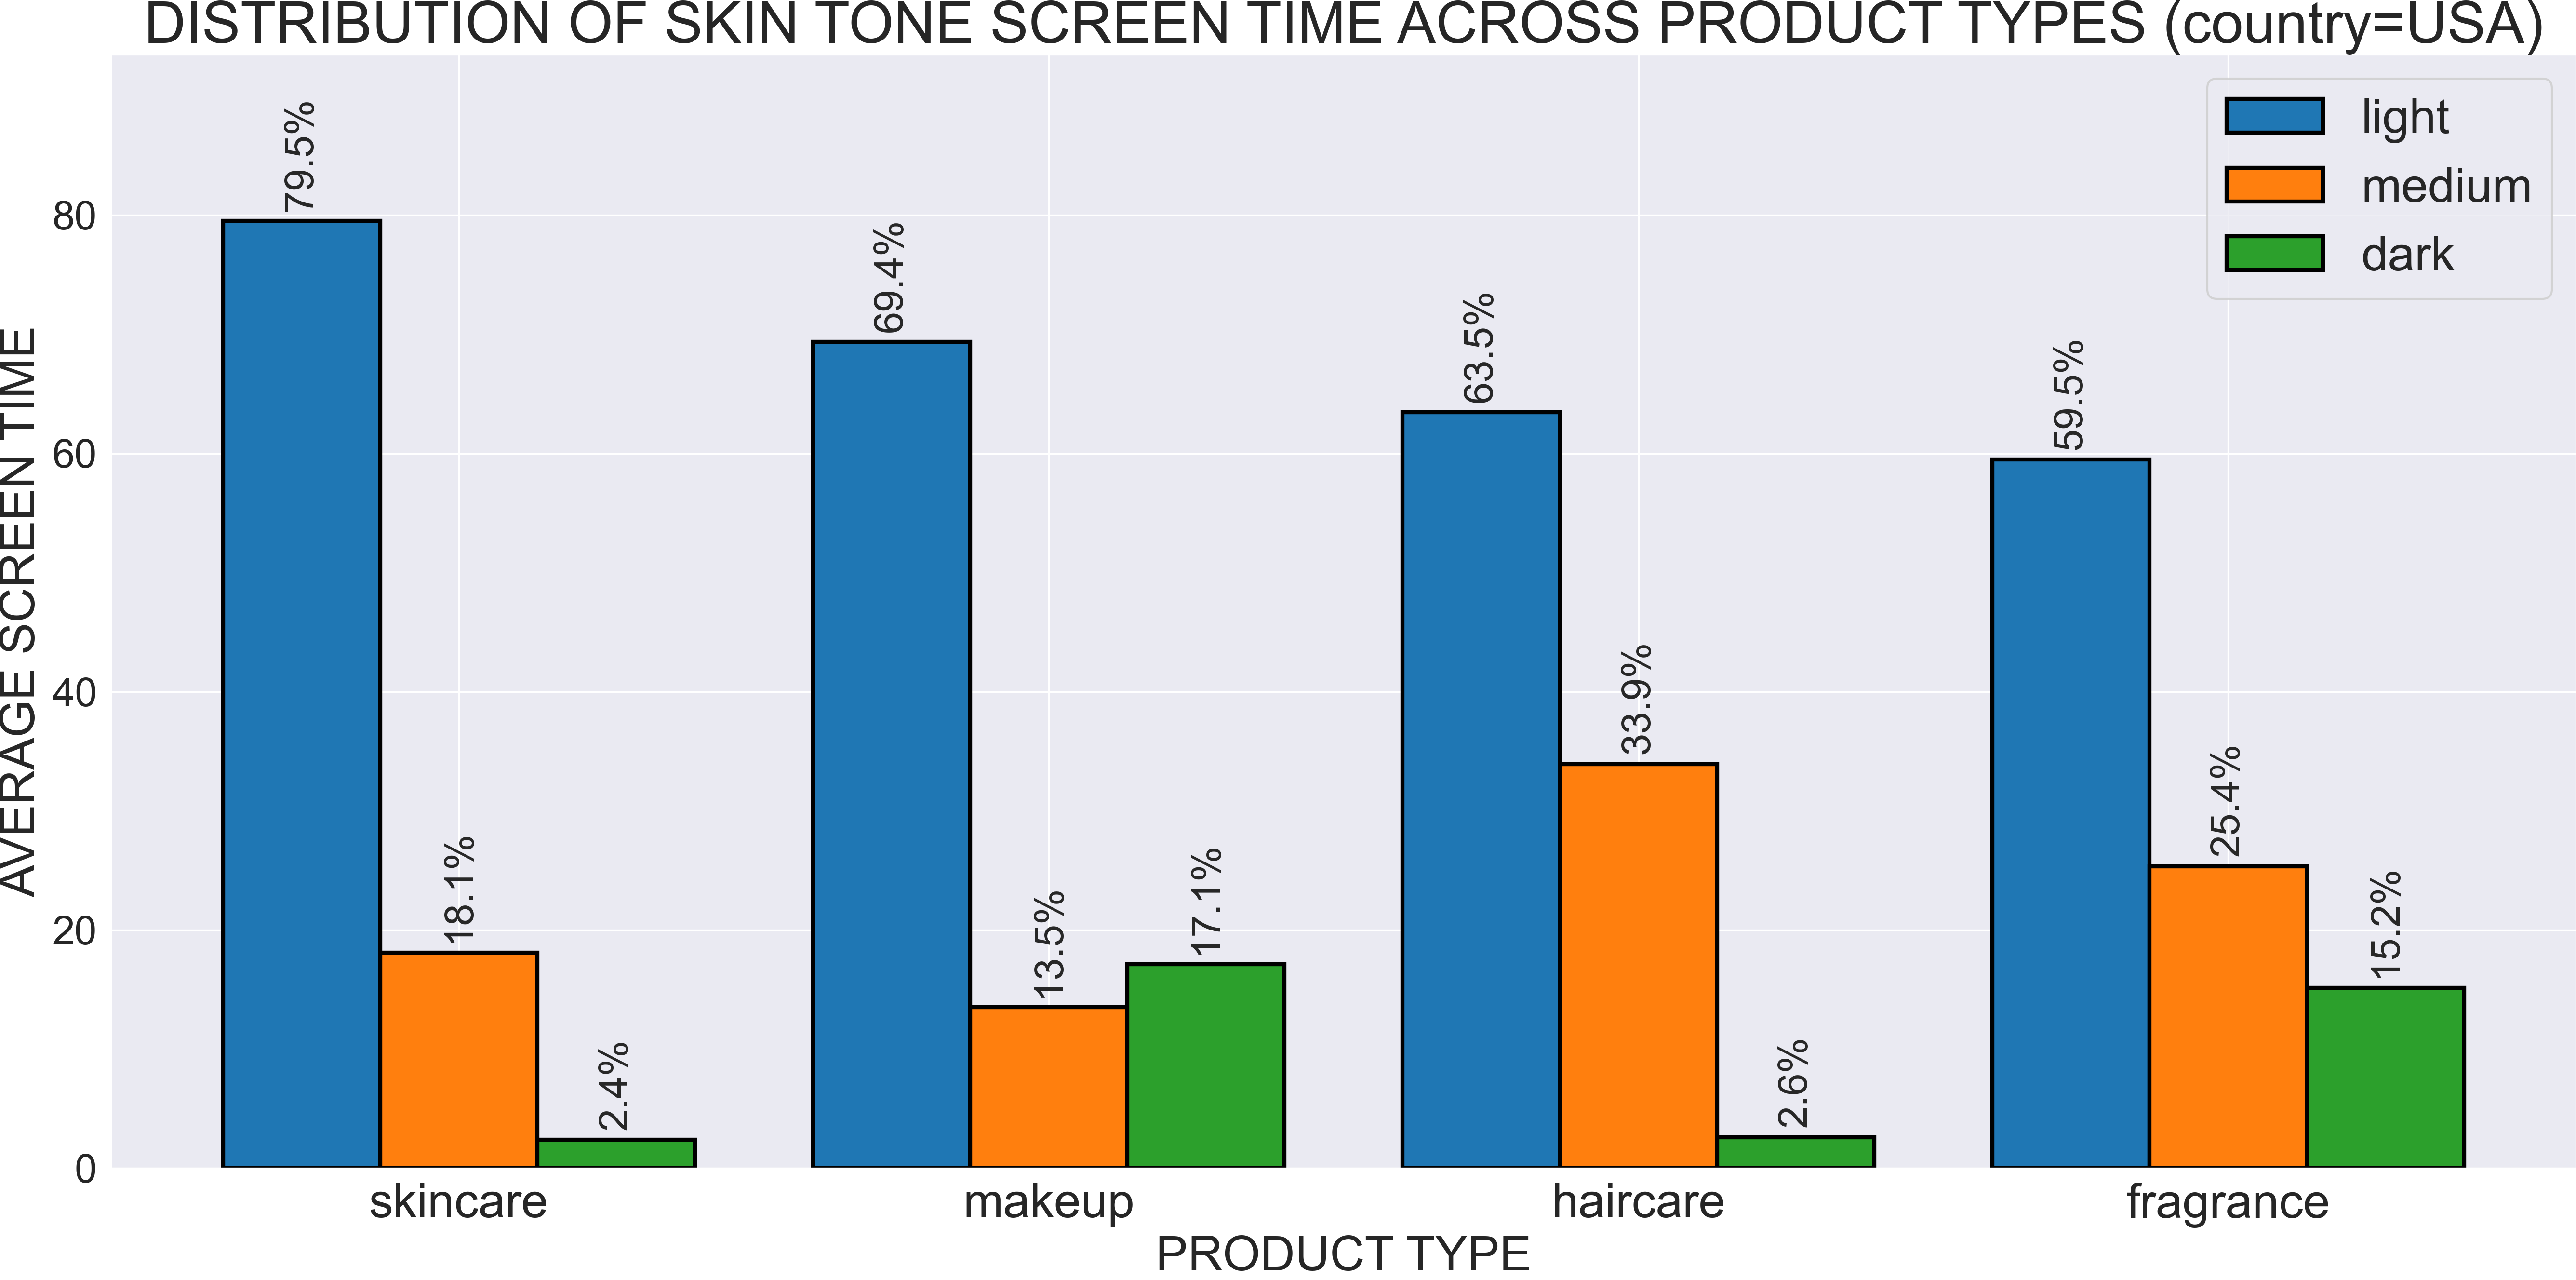 DISTRIBUTION OF SKIN TONE SCREEN TIME ACROSS PRODUCT TYPES (country=USA)
light
medium
dark
AVERAGE SCREEN TIME
80
60
40
20
0
79.5%
18.1%
2.4%
69.4%
13.5%
17.1%
63.5%
33.9%
2.6%
59.5%
25.4%
15.2%
skincare
makeup
haircare
fragrance
PRODUCT TYPE